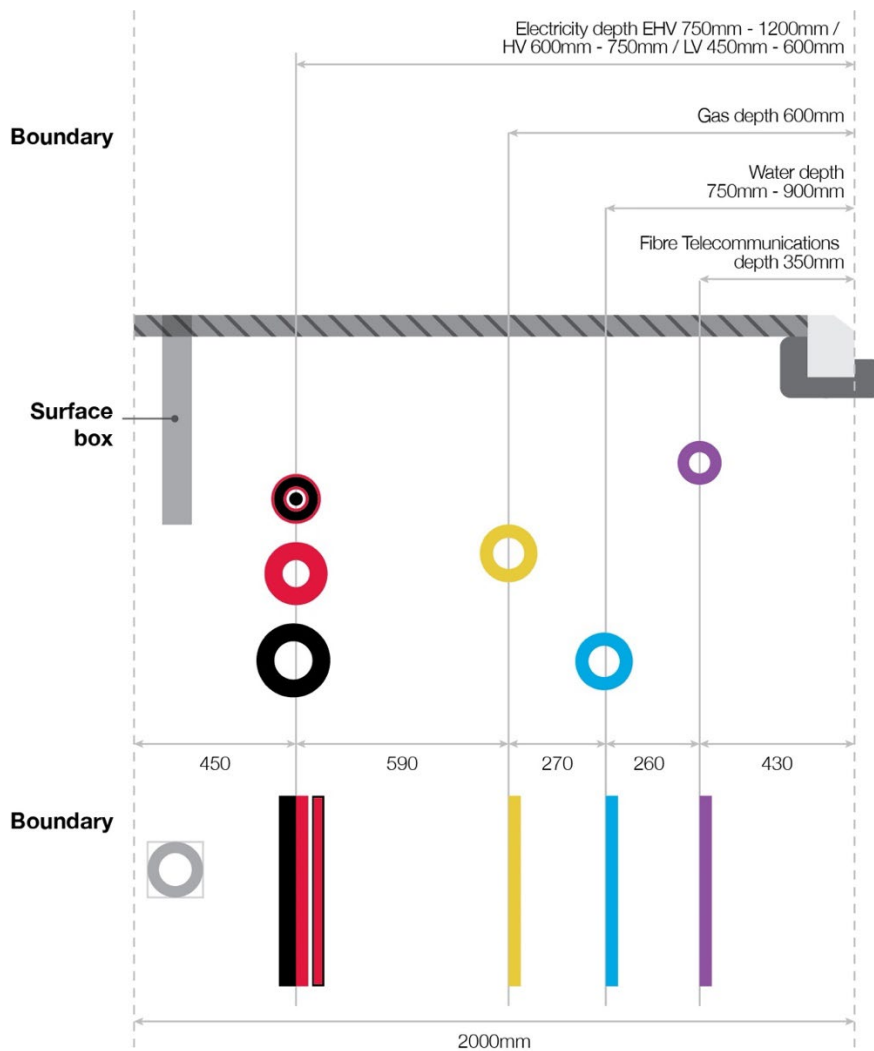 Electricity depth EHV 750mm - 1200mm /
HV 600mm - 750mm / LV 450mm - 600mm
Boundary
Gas depth 600mm
Water depth
750mm - 900mm
Fibre Telecommunications
depth 350mm
Surface
box
450
590
270
260
430
Boundary
2000mm